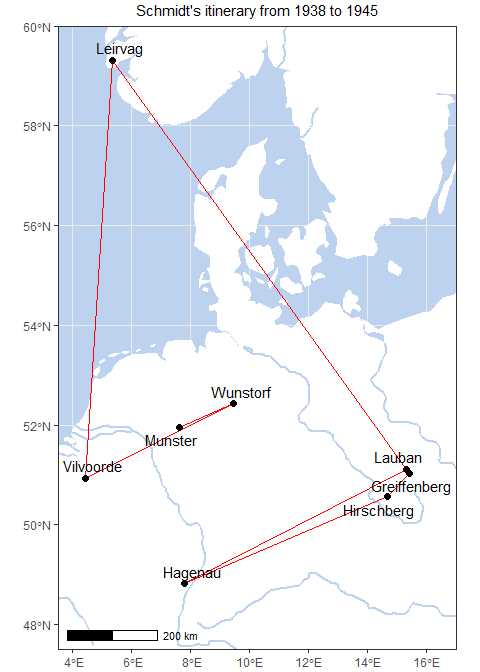 Schmidt's itinerary from 1938 to 1945
60°N
Leirvag
58°N
56°N
54°N
Wunstorf
52°N
Munster
Lauban
Vilvoorde
Greiffenberg
Hirschberg
50°N
Hagenau
48°N
200 km
4°E
6°E
8°E
10°E
12°E
14°E
16°E